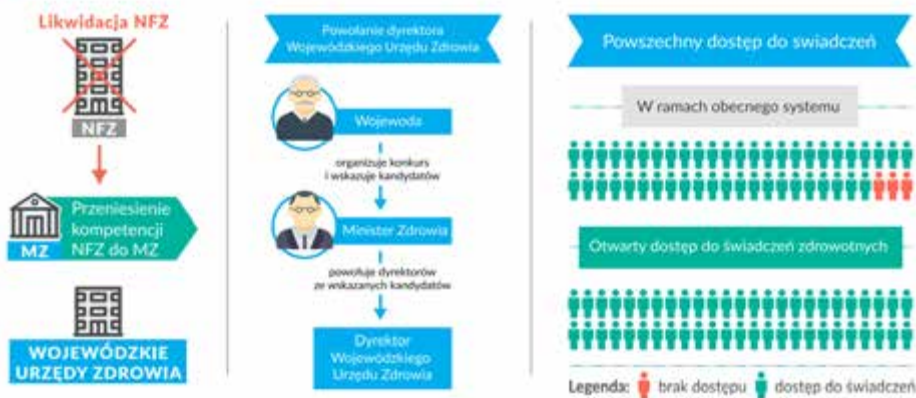 Likwidacja NFZ
NFZ
MZ
Przeniesienie
kompetencji
NFZ do MZ
WOJEWÓDZKIE
URZĘDY ZDROWIA
Powołanie dyrektora
Wojewódzkiego Urzędu Zdrowia
Wojewoda
organizuje konkurs
i wskazuje kandydatów
Minister Zdrowia
powołuje dyrektorów
ze wskazanych kandydatów
Dyrektor
Wojewódzkiego
Urzędu Zdrowia
Powszechny dostęp do świadczeń
W ramach obecnego systemu
Otwarty dostęp do świadczeń zdrowotnych
Legenda: brak dostępu dostęp do świadczeń